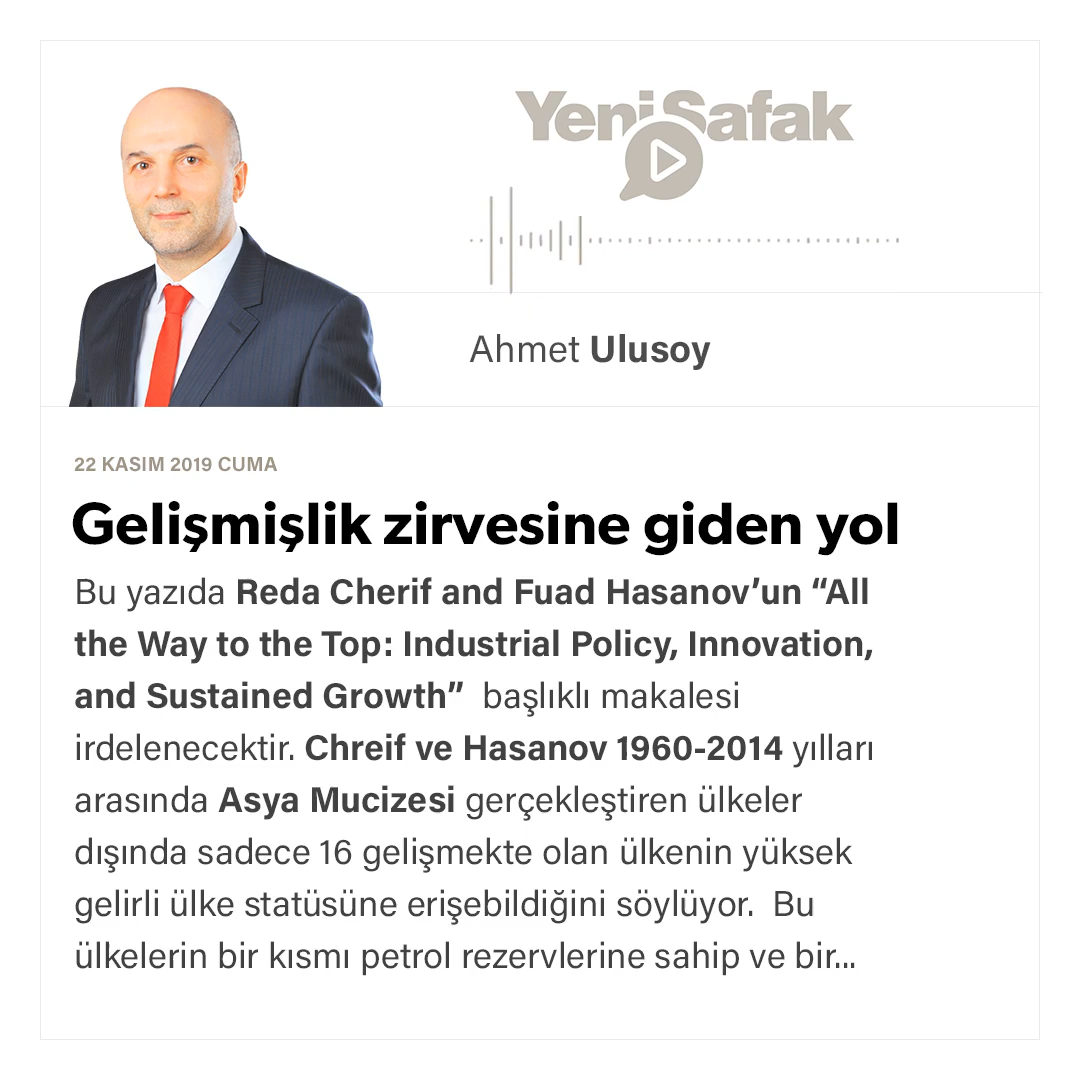 YeniSafak
Ahmet Ulusoy
22 KASIM 2019 CUMA
Gelişmişlik zirvesine giden yol
Bu yazıda Reda Cherif and Fuad Hasanov’un “All
the Way to the Top: Industrial Policy, Innovation,
and Sustained Growth”  başlıklı makalesi
irdelenecektir. Chreif ve Hasanov 1960-2014 yılları
arasında Asya Mucizesi gerçekleştiren ülkeler
dışında sadece 16 gelişmekte olan ülkenin yüksek
gelirli ülke statüsüne erişebildiğini söylüyor.  Bu
ülkelerin bir kısmı petrol rezervlerine sahip ve bir...